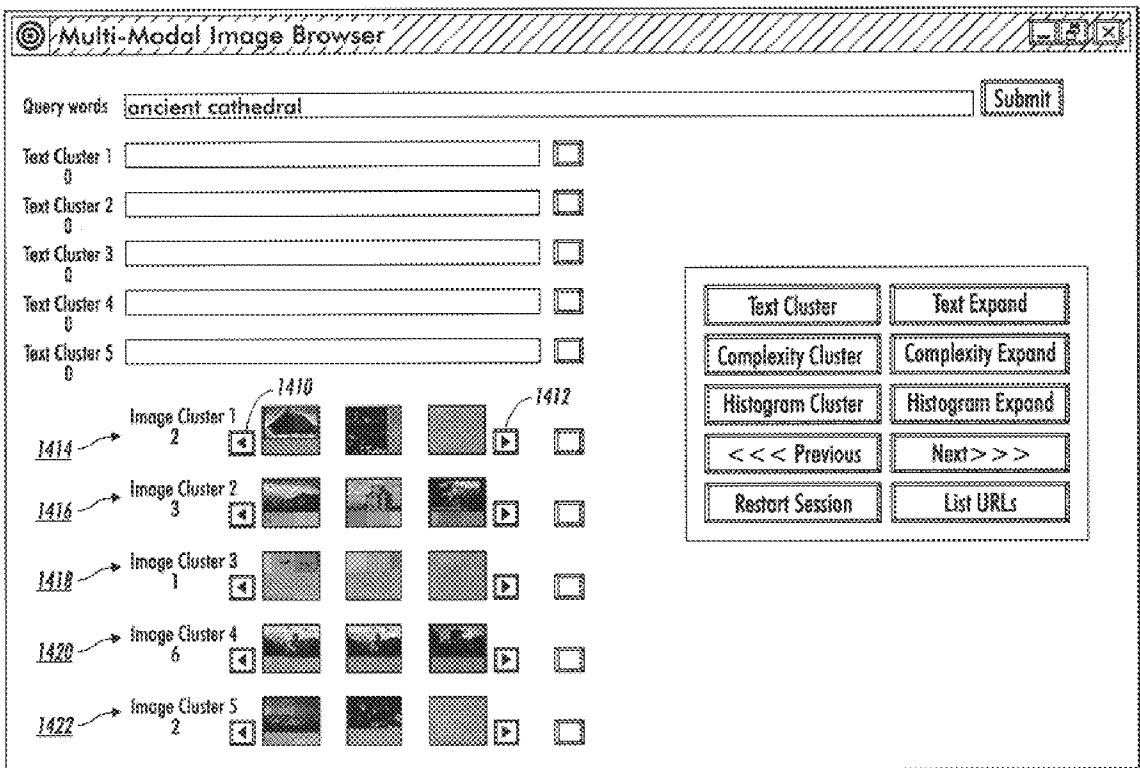 Multi-Modal Image Browser
Query words ancient cathedral Submit
Text Cluster 1
0
Text Cluster 2
0
Text Cluster 3
0
Text Cluster 4
0
Text Cluster 5
0
Text Cluster Text Expand
Complexity Cluster Complexity Expand
Histogram Cluster Histogram Expand
<<< Previous Next>>>
Restart Session List URLs
1410
1412
Image Cluster 1
2
1414
Image Cluster 2
3
1416
Image Cluster 3
1
1418
Image Cluster 4
6
1420
Image Cluster 5
2
1422